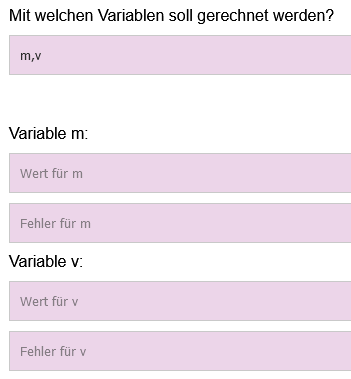 Mit welchen Variablen soll gerechnet werden?
m,v
Variable m:
Wert für m
Fehler für m
Variable v:
Wert für v
Fehler für v